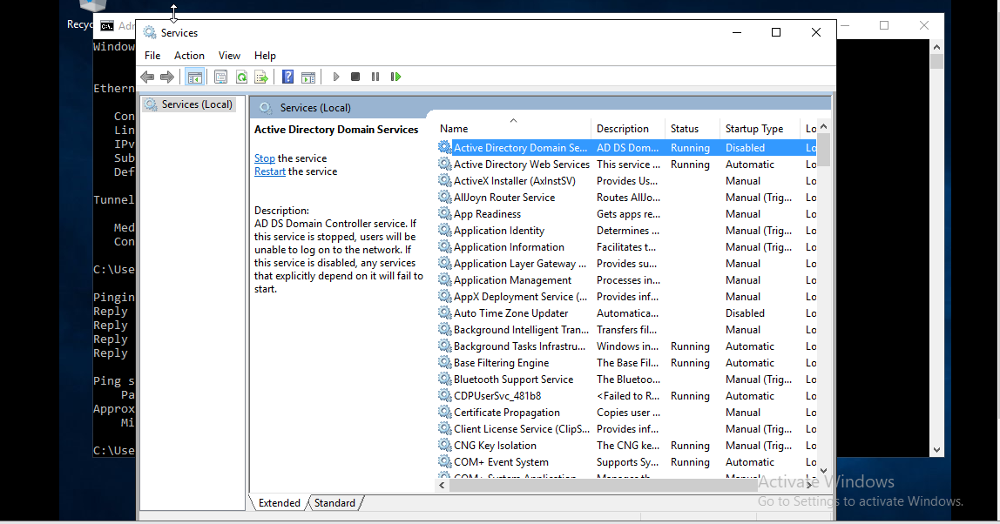 Recyc
Adn
Services
File Action View Help
Window
Ethern
Con
Lin
IPv
Sub
Def
Tunnel
Med
Con
C:\Use
Pingin
Reply
Reply
Reply
Reply
Ping s
Pa
Approx
Mi
C:\Use
Services (Local)
Services (Local)
Active Directory Domain Services
Stop the service
Restart the service
Description:
AD DS Domain Controller service. If
this service is stopped, users will be
unable to log on to the network. If
this service is disabled, any services
that explicitly depend on it will fail to
start.
Name Description Status Startup Type Lo
Active Directory Domain Se... AD DS Dom... Running Disabled Lo
Active Directory Web Services This service ... Running Automatic Lo
ActiveX Installer (AxInstSV) Provides Us... Manual Lo
AllJoyn Router Service Routes AllJo... Manual (Trig... Lo
App Readiness Gets apps re... Manual Lo
Application Identity Determines ... Manual (Trig... Lo
Application Information Facilitates t... Manual (Trig... Lo
Application Layer Gateway ... Provides su... Manual Lo
Application Management Processes in... Manual Lo
AppX Deployment Service (... Provides inf... Manual Lo
Auto Time Zone Updater Automatica... Disabled Lo
Background Intelligent Tran... Transfers fil... Manual Lo
Background Tasks Infrastru... Windows in... Running Automatic Lo
Base Filtering Engine The Base Fil... Running Automatic Lo
Bluetooth Support Service The Bluetoo... Manual (Trig... Lo
CDPUserSvc_481b8 <Failed to R... Running Automatic Lo
Certificate Propagation Copies user ... Manual Lo
Client License Service (ClipS... Provides inf... Manual (Trig... Lo
CNG Key Isolation The CNG ke... Running Manual (Trig... Lo
COM+ Event System Supports Sy... Running Automatic Lo
COM+ System Application Manages th... Manual
Extended Standard
Activate Windows
Go to Settings to activate Windows.